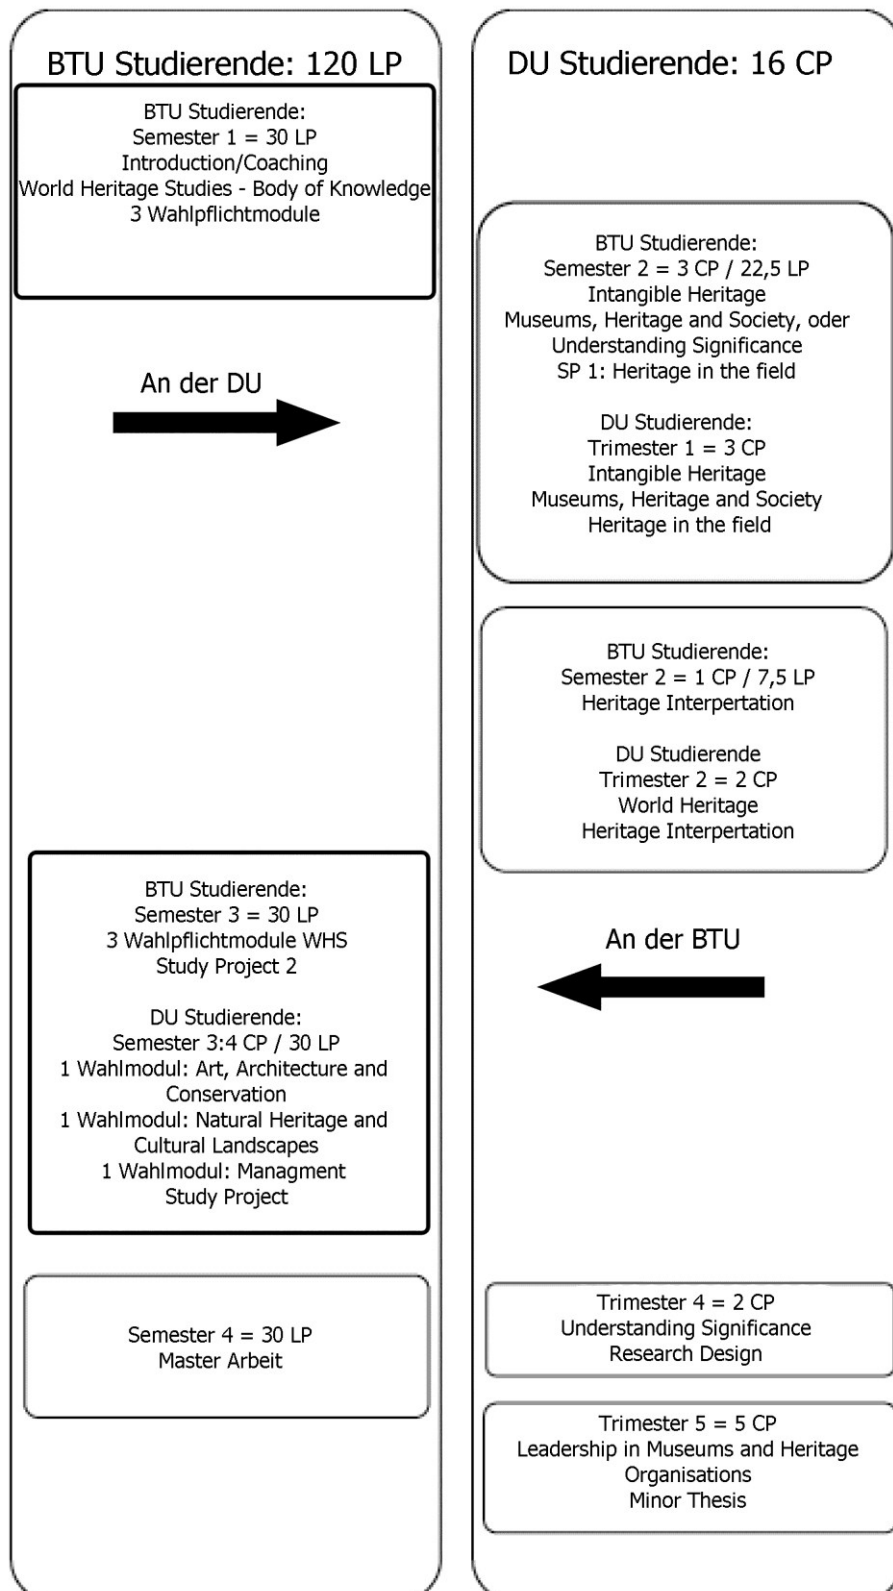 BTU Studierende: 120 LP
BTU Studierende:
Semester 1 = 30 LP
Introduction/Coaching
World Heritage Studies - Body of Knowledge
3 Wahlpflichtmodule
An der DU
BTU Studierende:
Semester 3 = 30 LP
3 Wahlpflichtmodule WHS
Study Project 2
DU Studierende:
Semester 3:4 CP / 30 LP
1 Wahlmodul: Art, Architecture and
Conservation
1 Wahlmodul: Natural Heritage and
Cultural Landscapes
1 Wahlmodul: Managment
Study Project
Semester 4 = 30 LP
Master Arbeit
DU Studierende: 16 CP
BTU Studierende:
Semester 2 = 3 CP / 22,5 LP
Intangible Heritage
Museums, Heritage and Society, oder
Understanding Significance
SP 1: Heritage in the field
DU Studierende:
Trimester 1 = 3 CP
Intangible Heritage
Museums, Heritage and Society
Heritage in the field
BTU Studierende:
Semester 2 = 1 CP / 7,5 LP
Heritage Interpertation
DU Studierende
Trimester 2 = 2 CP
World Heritage
Heritage Interpertation
An der BTU
Trimester 4 = 2 CP
Understanding Significance
Research Design
Trimester 5 = 5 CP
Leadership in Museums and Heritage
Organisations
Minor Thesis